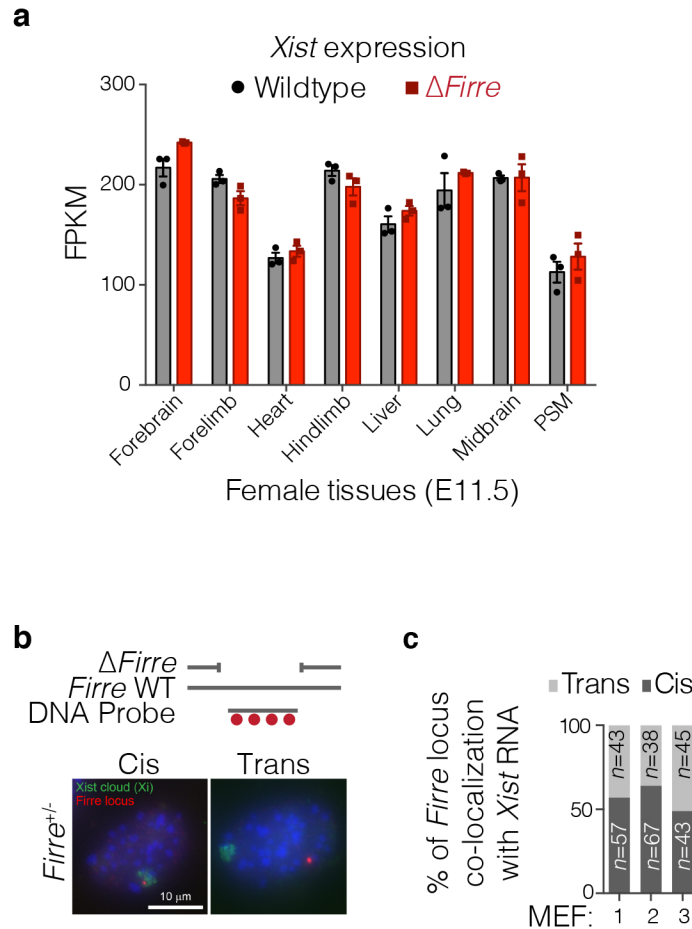 a
Xist expression
Wildtype
ΔFirre
300
200
100
0
FPKM
Forebrain
Forelimb
Heart
Hindlimb
Liver
Lung
Midbrain
PSM
Female tissues (E11.5)
b
ΔFirre
Firre WT
DNA Probe
Cis
Trans
Firre+/-
Xist cloud (Xi)
Firre locus
10 μm
c
Trans
Cis
% of Firre locus
co-localization
with Xist RNA
100
50
0
n=43
n=38
n=45
n=57
n=67
n=43
MEF: 1 2 3